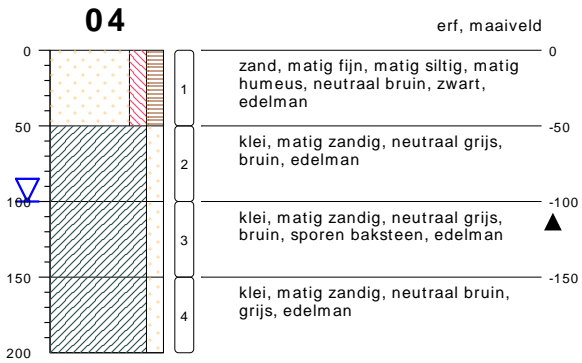 04
erf, maaiveld
0
0
zand, matig fijn, matig siltig, matig
humeus, neutraal bruin, zwart,
edelman
1
50
-50
klei, matig zandig, neutraal grijs,
bruin, edelman
2
100
-100
klei, matig zandig, neutraal grijs,
bruin, sporen baksteen, edelman
3
150
-150
klei, matig zandig, neutraal bruin,
grijs, edelman
4
200